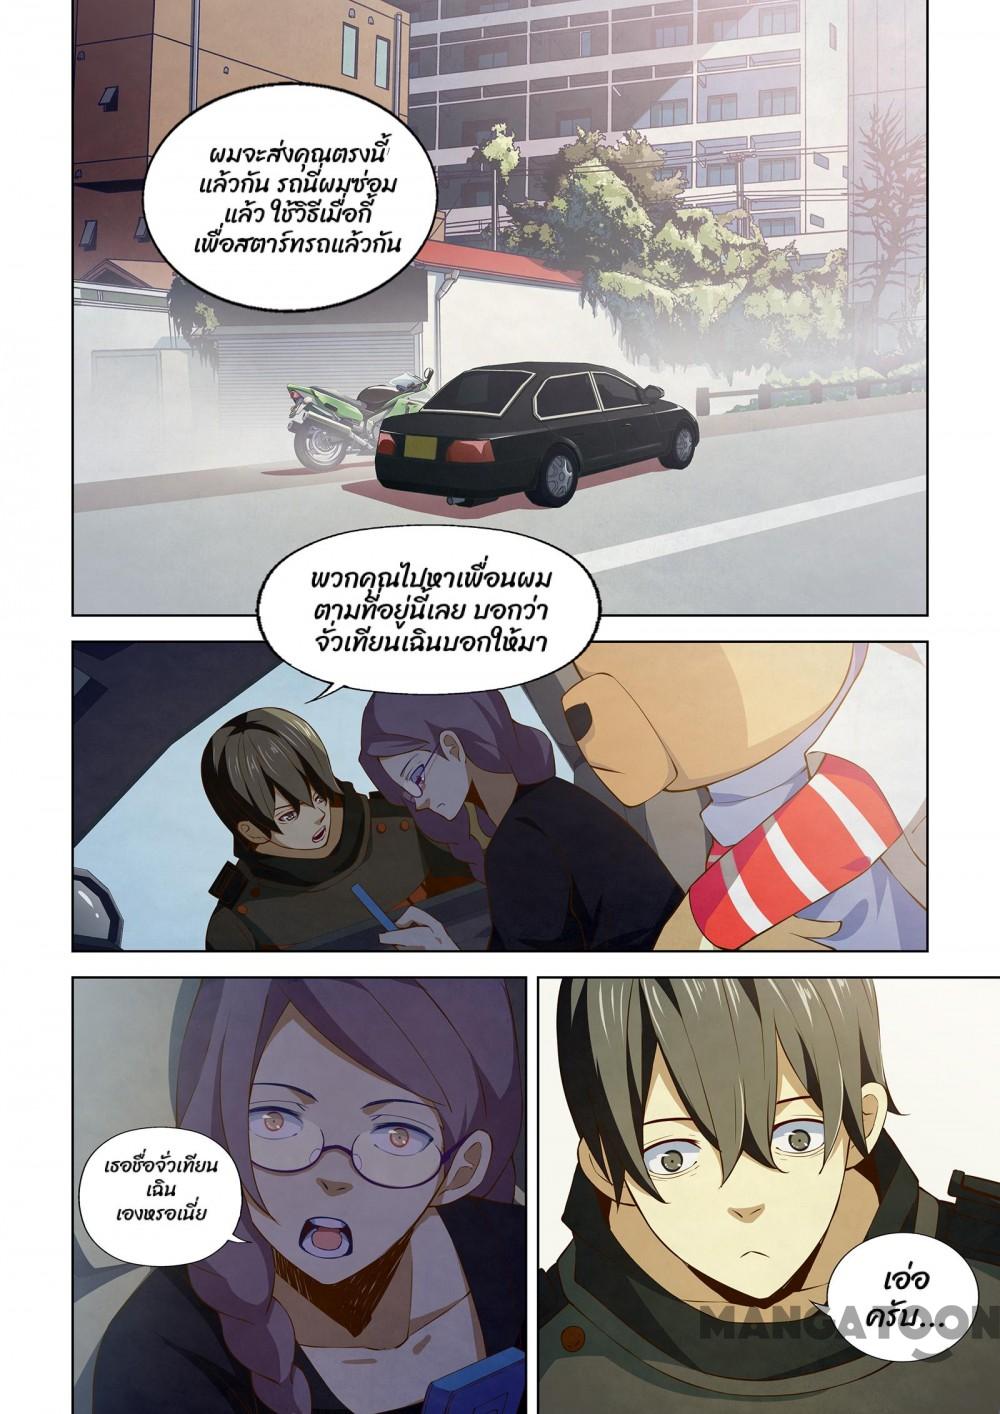 ผมจะส่งคุณตรงนี้
แล้วกัน รถนี่ผมซ่อม
แล้ว ใช้วิธีเมื่อกี้
เพื่อสตาร์ทรถแล้วกัน
พวกคุณไปหาเพื่อนผม
ตามที่อยู่นี้เลย บอกว่า
จั่วเทียนเฉินบอกให้มา
เธอชื่อจั่วเทียน
เฉิน
เองหรอเนี่ย
เอ่อ
ครับ...
MANGATOON